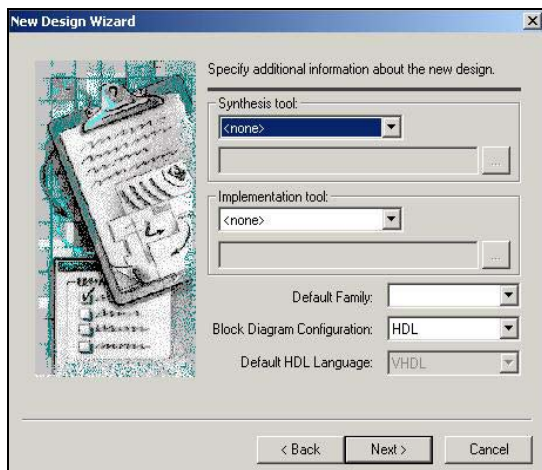 New Design Wizard
Specify additional information about the new design.
Synthesis tool:
<none>
...
Implementation tool:
<none>
...
Default Family:
Block Diagram Configuration: HDL
Default HDL Language: VHDL
< Back Next > Cancel